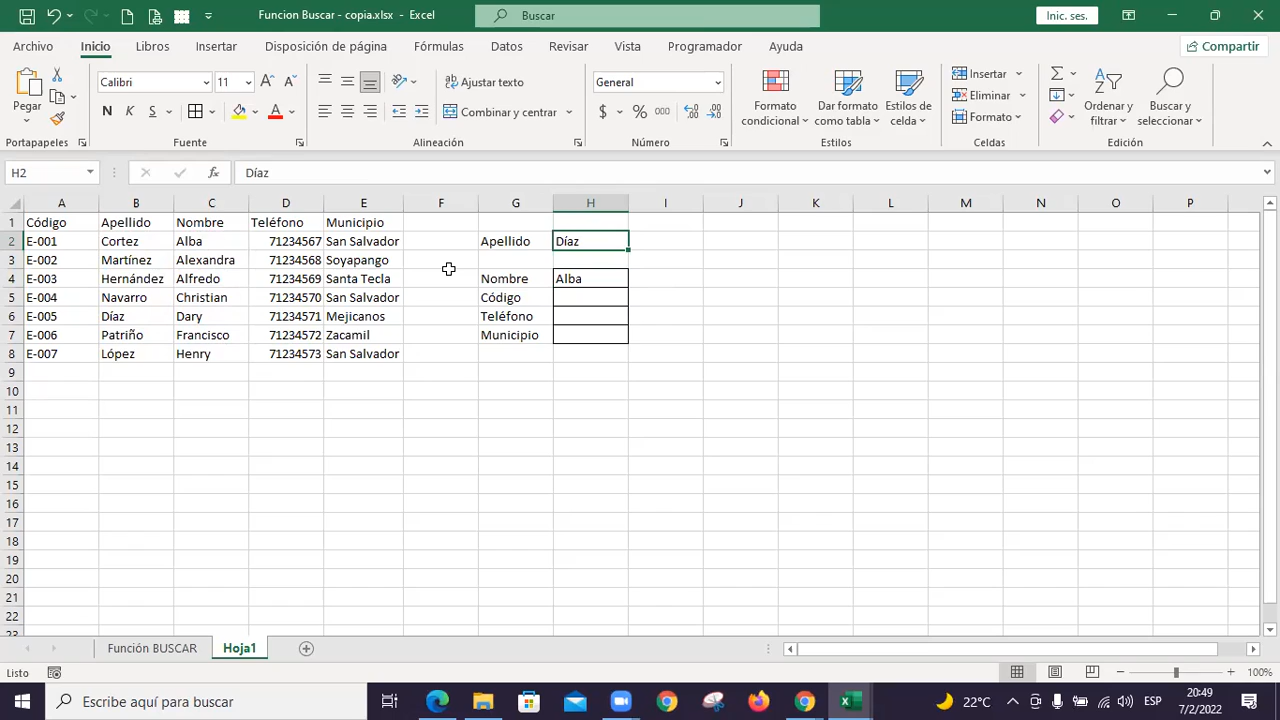 Funcion Buscar - copia.xlsx - Excel
Buscar
Inic. ses.
Archivo Inicio Libros Insertar Disposición de página Fórmulas Datos Revisar Vista Programador Ayuda
Compartir
Pegar
Calibri 11
N K S
Ajustar texto
Combinar y centrar
General
$ % 000
Formato condicional
Dar formato como tabla
Estilos de celda
Insertar
Eliminar
Formato
Ordenar y filtrar
Buscar y seleccionar
Portapapeles Fuente Alineación Número Estilos Celdas Edición
H2 fx Díaz
A B C D E F G H I J K L M N O P
1 Código Apellido Nombre Teléfono Municipio
2 E-001 Cortez Alba 71234567 San Salvador Apellido Díaz
3 E-002 Martínez Alexandra 71234568 Soyapango
4 E-003 Hernández Alfredo 71234569 Santa Tecla Nombre Alba
5 E-004 Navarro Christian 71234570 San Salvador Código
6 E-005 Díaz Dary 71234571 Mejicanos Teléfono
7 E-006 Patriño Francisco 71234572 Zacamil Municipio
8 E-007 López Henry 71234573 San Salvador
9
10
11
12
13
14
15
16
17
18
19
20
21
22
23
Función BUSCAR Hoja1
Listo
100%
Escribe aquí para buscar
22°C
ESP
20:49
7/2/2022